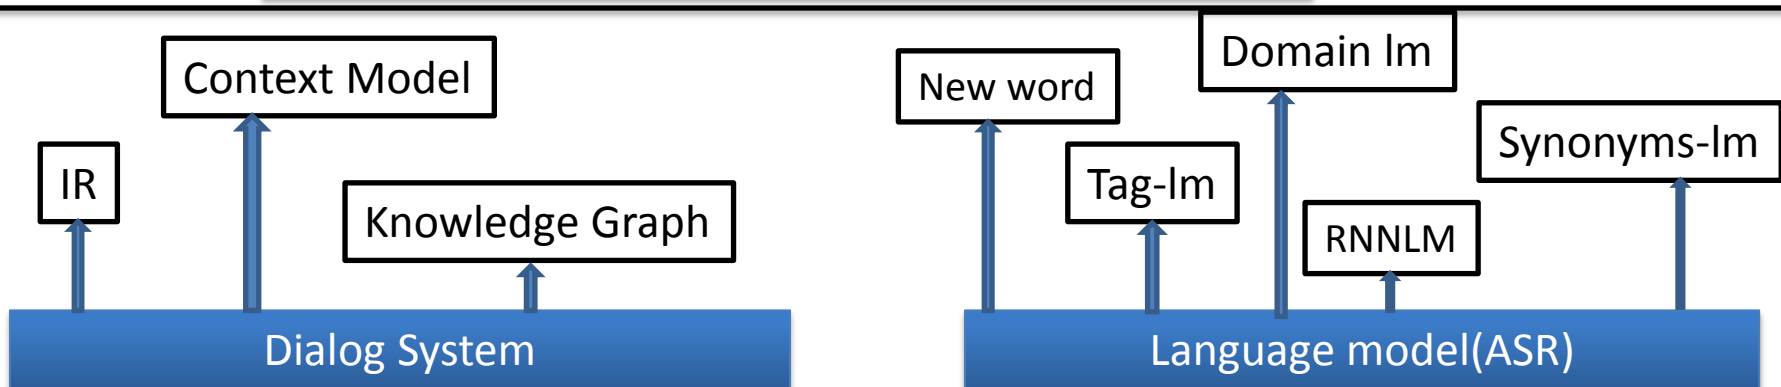 Context Model
IR
Knowledge Graph
Dialog System
New word
Domain lm
Tag-lm
RNNLM
Synonyms-lm
Language model(ASR)